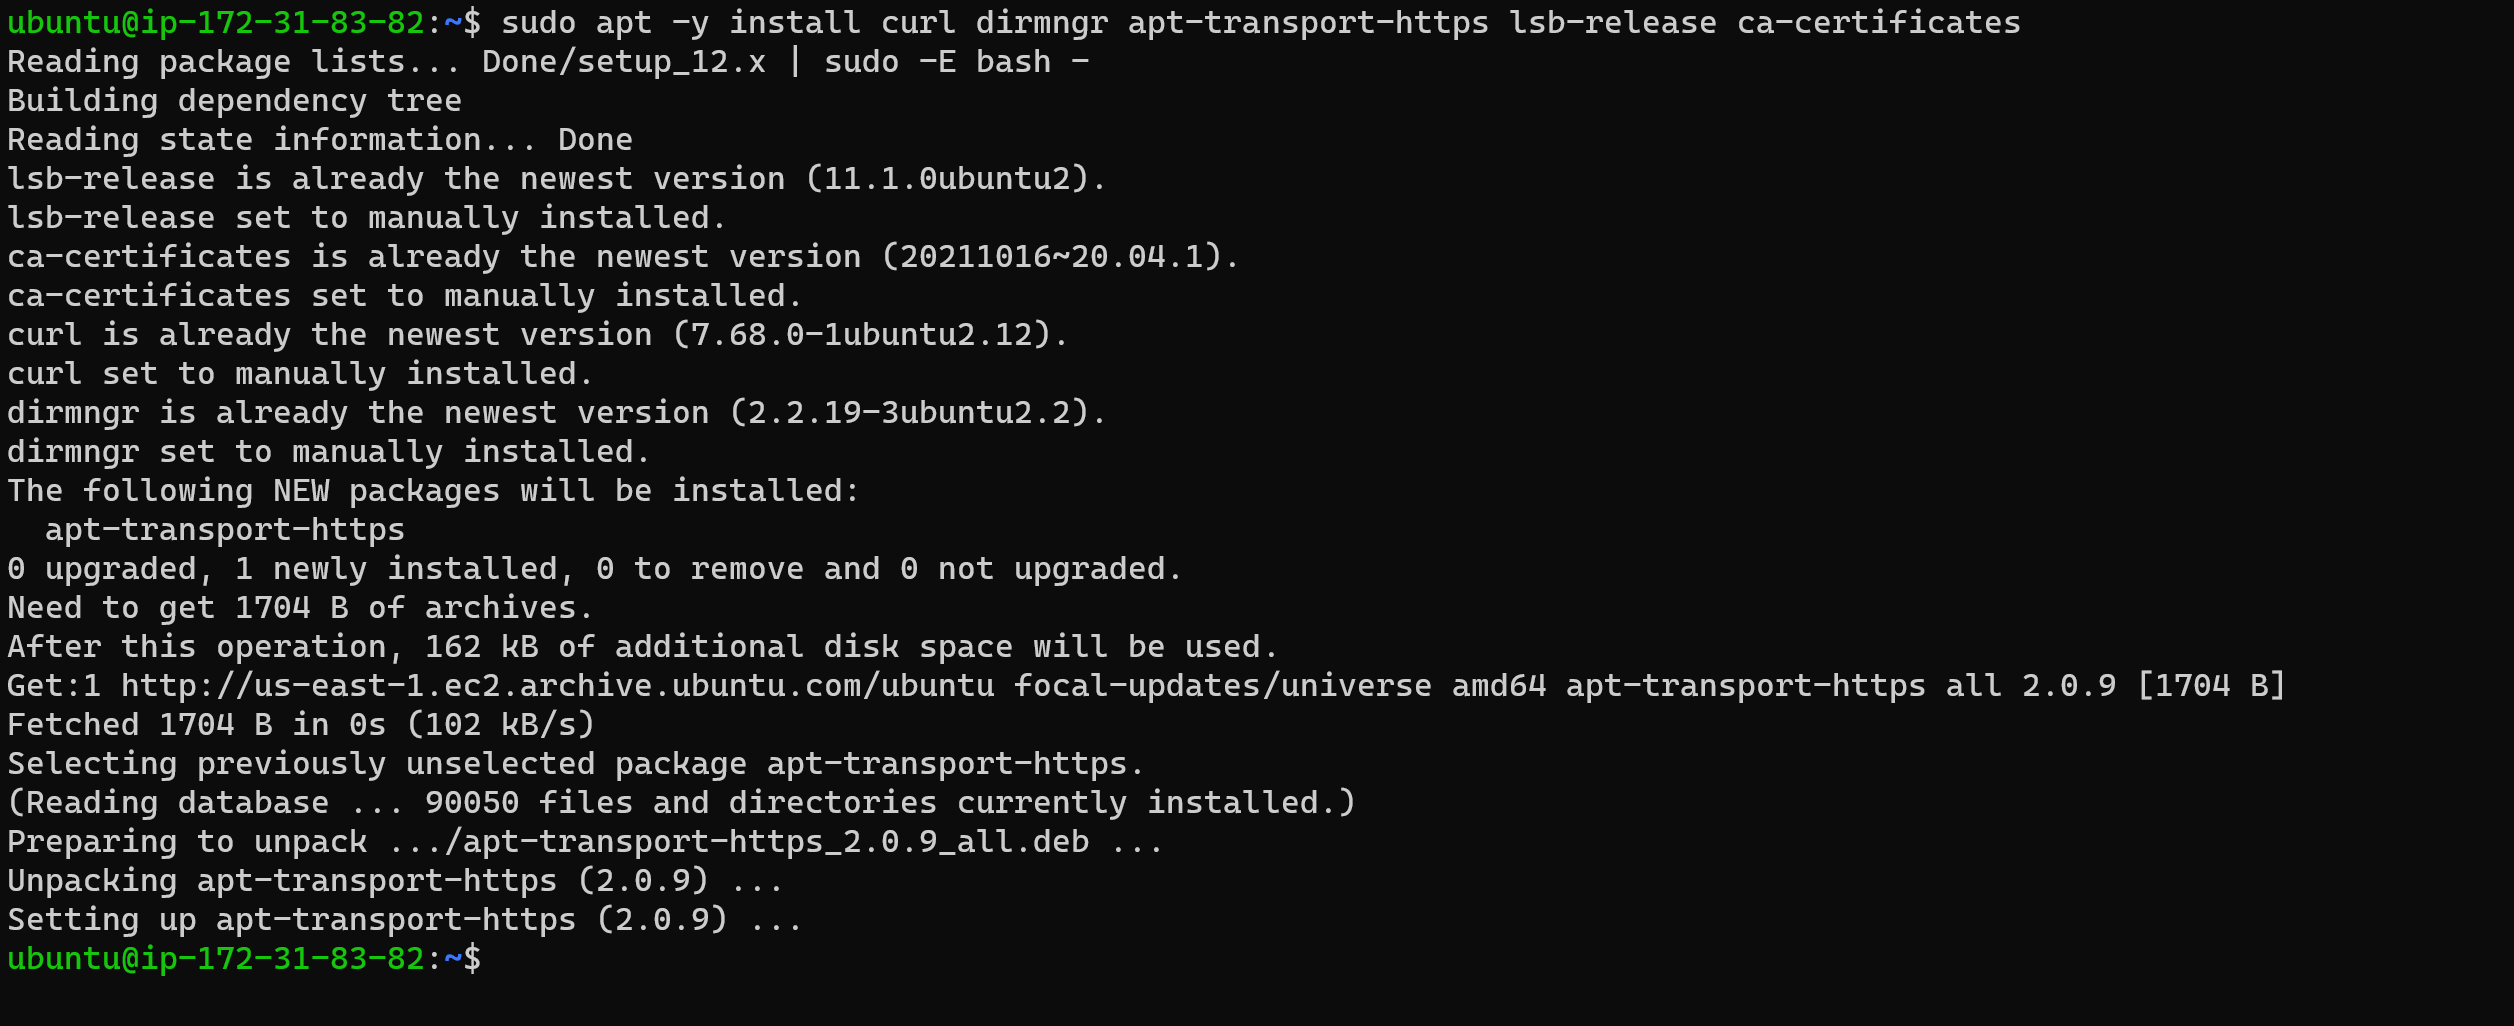 ubuntu@ip-172-31-83-82:~$ sudo apt -y install curl dirmngr apt-transport-https lsb-release ca-certificates
Reading package lists... Done/setup_12.x | sudo -E bash -
Building dependency tree
Reading state information... Done
lsb-release is already the newest version (11.1.0ubuntu2).
lsb-release set to manually installed.
ca-certificates is already the newest version (20211016~20.04.1).
ca-certificates set to manually installed.
curl is already the newest version (7.68.0-1ubuntu2.12).
curl set to manually installed.
dirmngr is already the newest version (2.2.19-3ubuntu2.2).
dirmngr set to manually installed.
The following NEW packages will be installed:
  apt-transport-https
0 upgraded, 1 newly installed, 0 to remove and 0 not upgraded.
Need to get 1704 B of archives.
After this operation, 162 kB of additional disk space will be used.
Get:1 http://us-east-1.ec2.archive.ubuntu.com/ubuntu focal-updates/universe amd64 apt-transport-https all 2.0.9 [1704 B]
Fetched 1704 B in 0s (102 kB/s)
Selecting previously unselected package apt-transport-https.
(Reading database ... 90050 files and directories currently installed.)
Preparing to unpack .../apt-transport-https_2.0.9_all.deb ...
Unpacking apt-transport-https (2.0.9) ...
Setting up apt-transport-https (2.0.9) ...
ubuntu@ip-172-31-83-82:~$